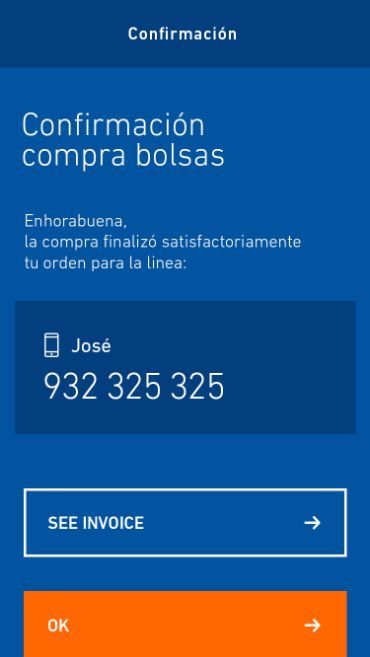 Confirmación
Confirmación
compra bolsas
Enhorabuena,
la compra finalizó satisfactoriamente
tu orden para la linea:
José
932 325 325
SEE INVOICE
OK